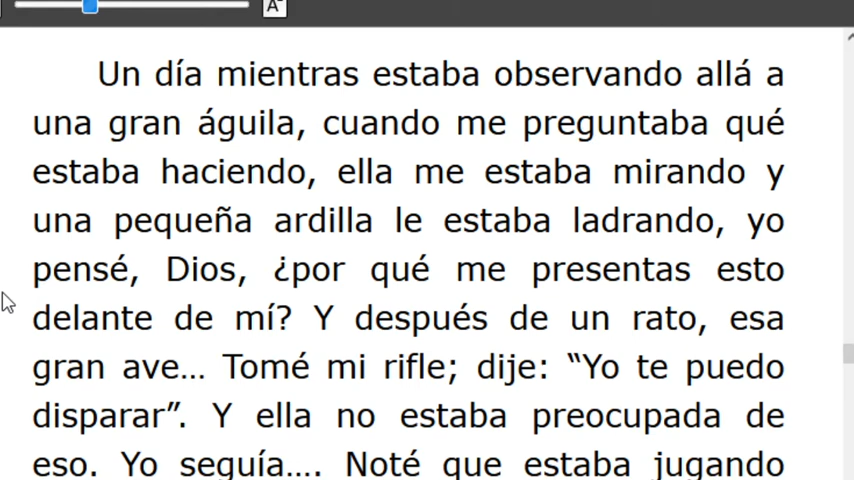 A
Un día mientras estaba observando allá a
una gran águila, cuando me preguntaba qué
estaba haciendo, ella me estaba mirando y
una pequeña ardilla le estaba ladrando, yo
pensé, Dios, ¿por qué me presentas esto
delante de mí? Y después de un rato, esa
gran ave... Tomé mi rifle; dije: “Yo te puedo
disparar”. Y ella no estaba preocupada de
eso. Yo seguía.... Noté que estaba jugando